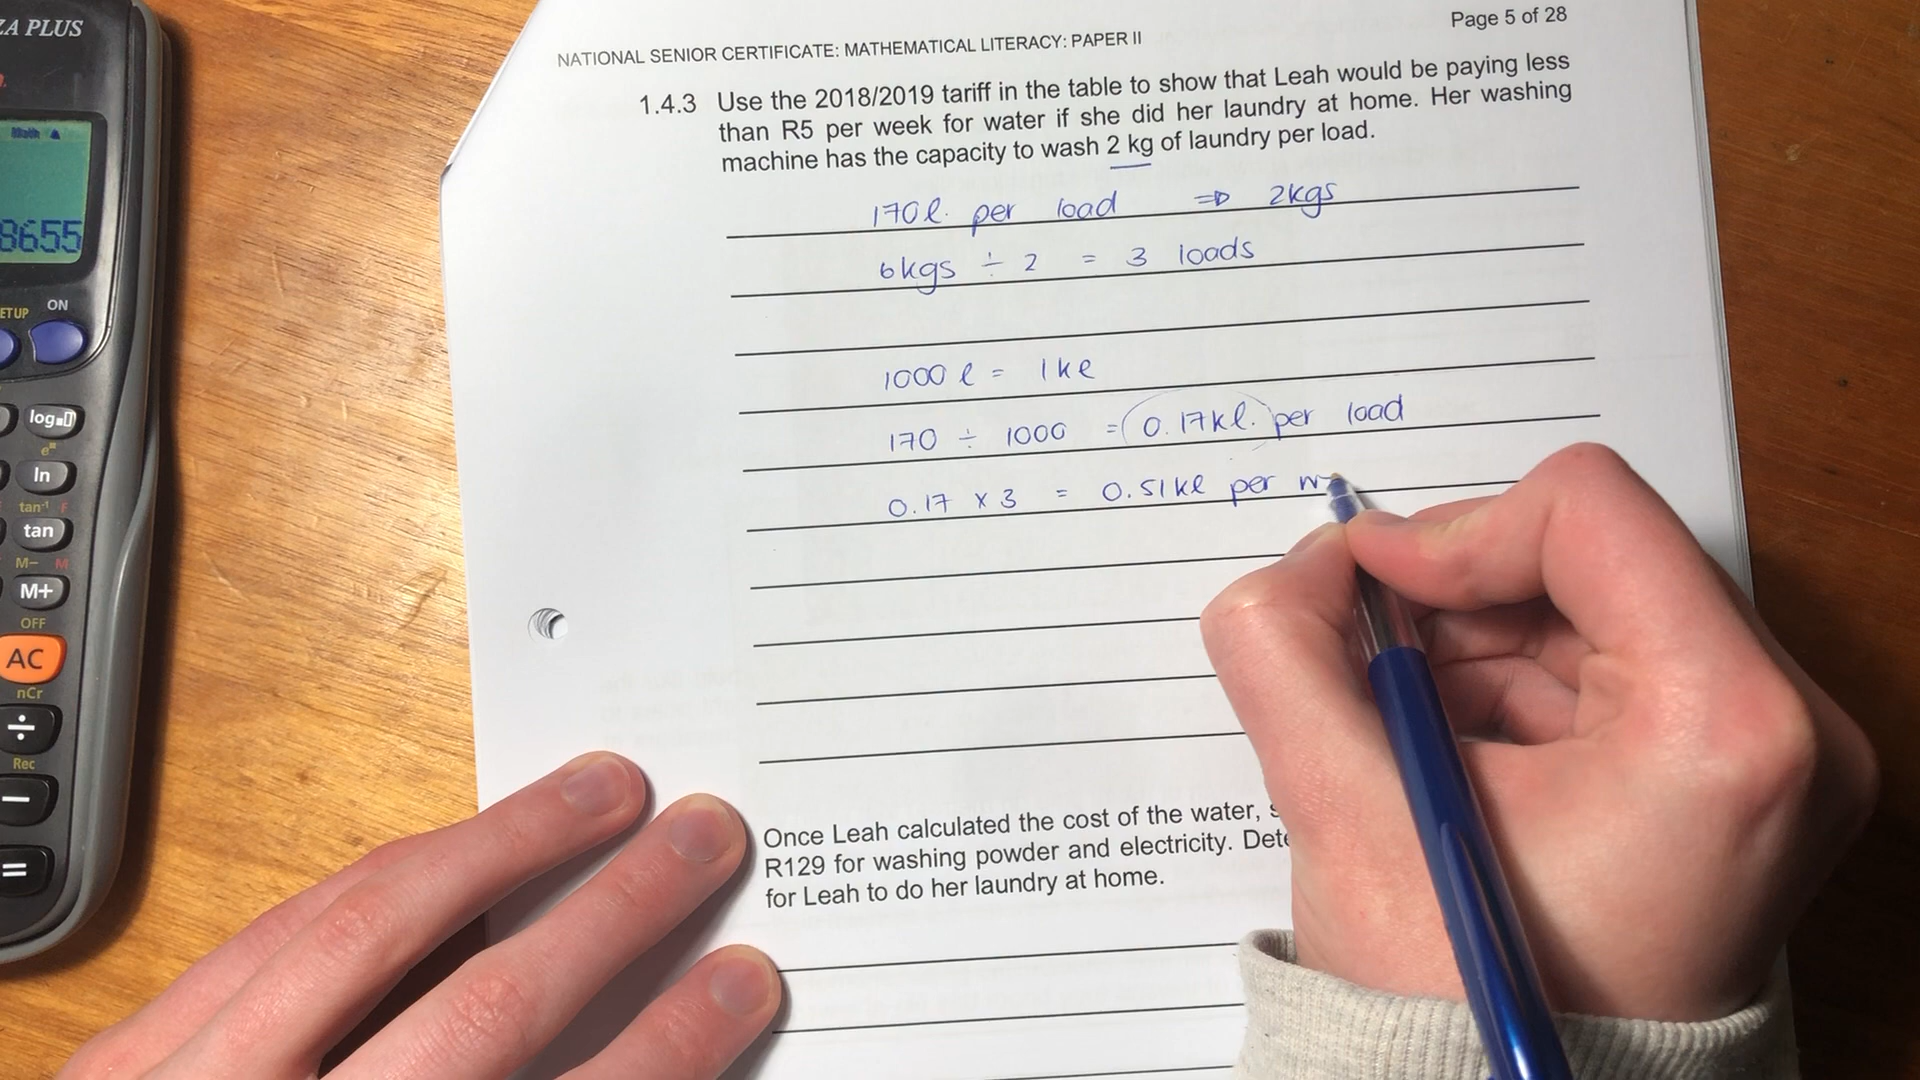 ZA PLUS
Math ▲
8655
ETUP
ON
log
eˣ
ln
tan⁻¹ F
tan
M– M
M+
OFF
AC
nCr
÷
Rec
−
=
Page 5 of 28
NATIONAL SENIOR CERTIFICATE: MATHEMATICAL LITERACY: PAPER II
1.4.3 Use the 2018/2019 tariff in the table to show that Leah would be paying less
than R5 per week for water if she did her laundry at home. Her washing
machine has the capacity to wash 2 kg of laundry per load.
170ℓ. per load ⇒ 2kgs
6kgs ÷ 2 = 3 loads
1000 ℓ = 1kℓ
170 ÷ 1000 = 0.17kℓ. per load
0.17 x 3 = 0.51kℓ per
Once Leah calculated the cost of the water,
R129 for washing powder and electricity. Dete
for Leah to do her laundry at home.